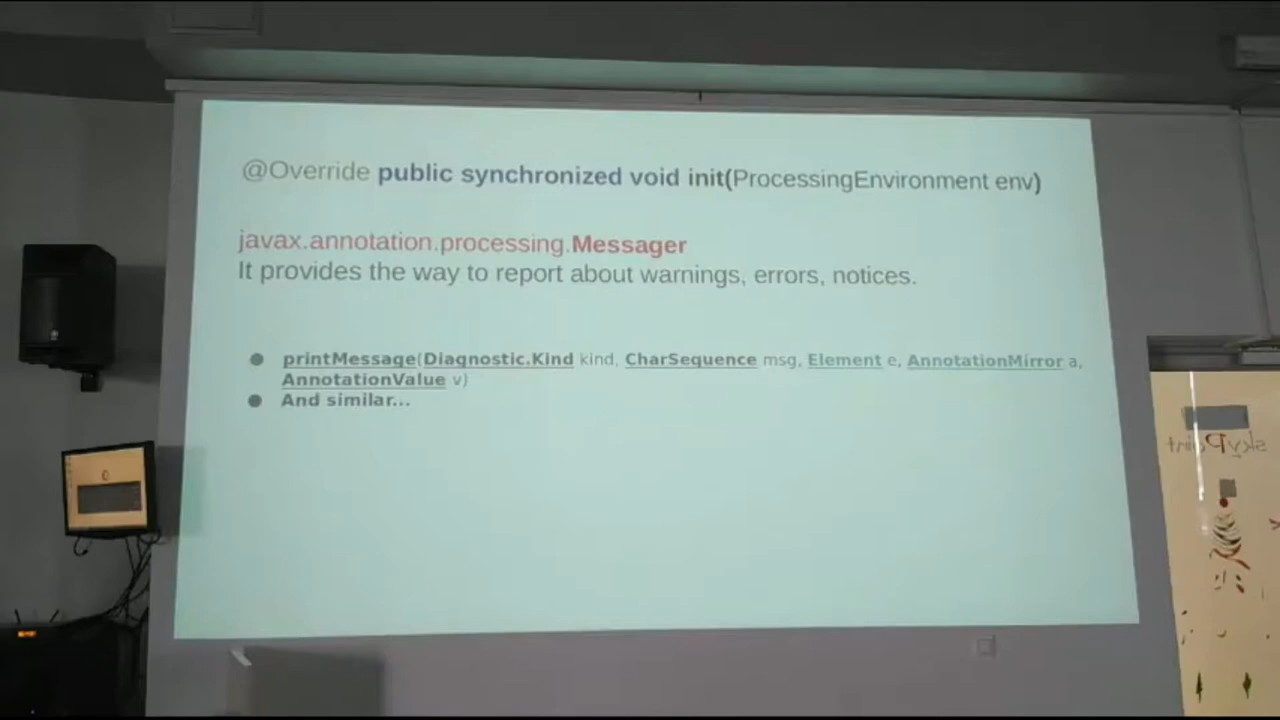 @Override public synchronized void init(ProcessingEnvironment env)
javax.annotation.processing.Messager
It provides the way to report about warnings, errors, notices.
● printMessage(Diagnostic.Kind kind, CharSequence msg, Element e, AnnotationMirror a,
AnnotationValue v)
● And similar...